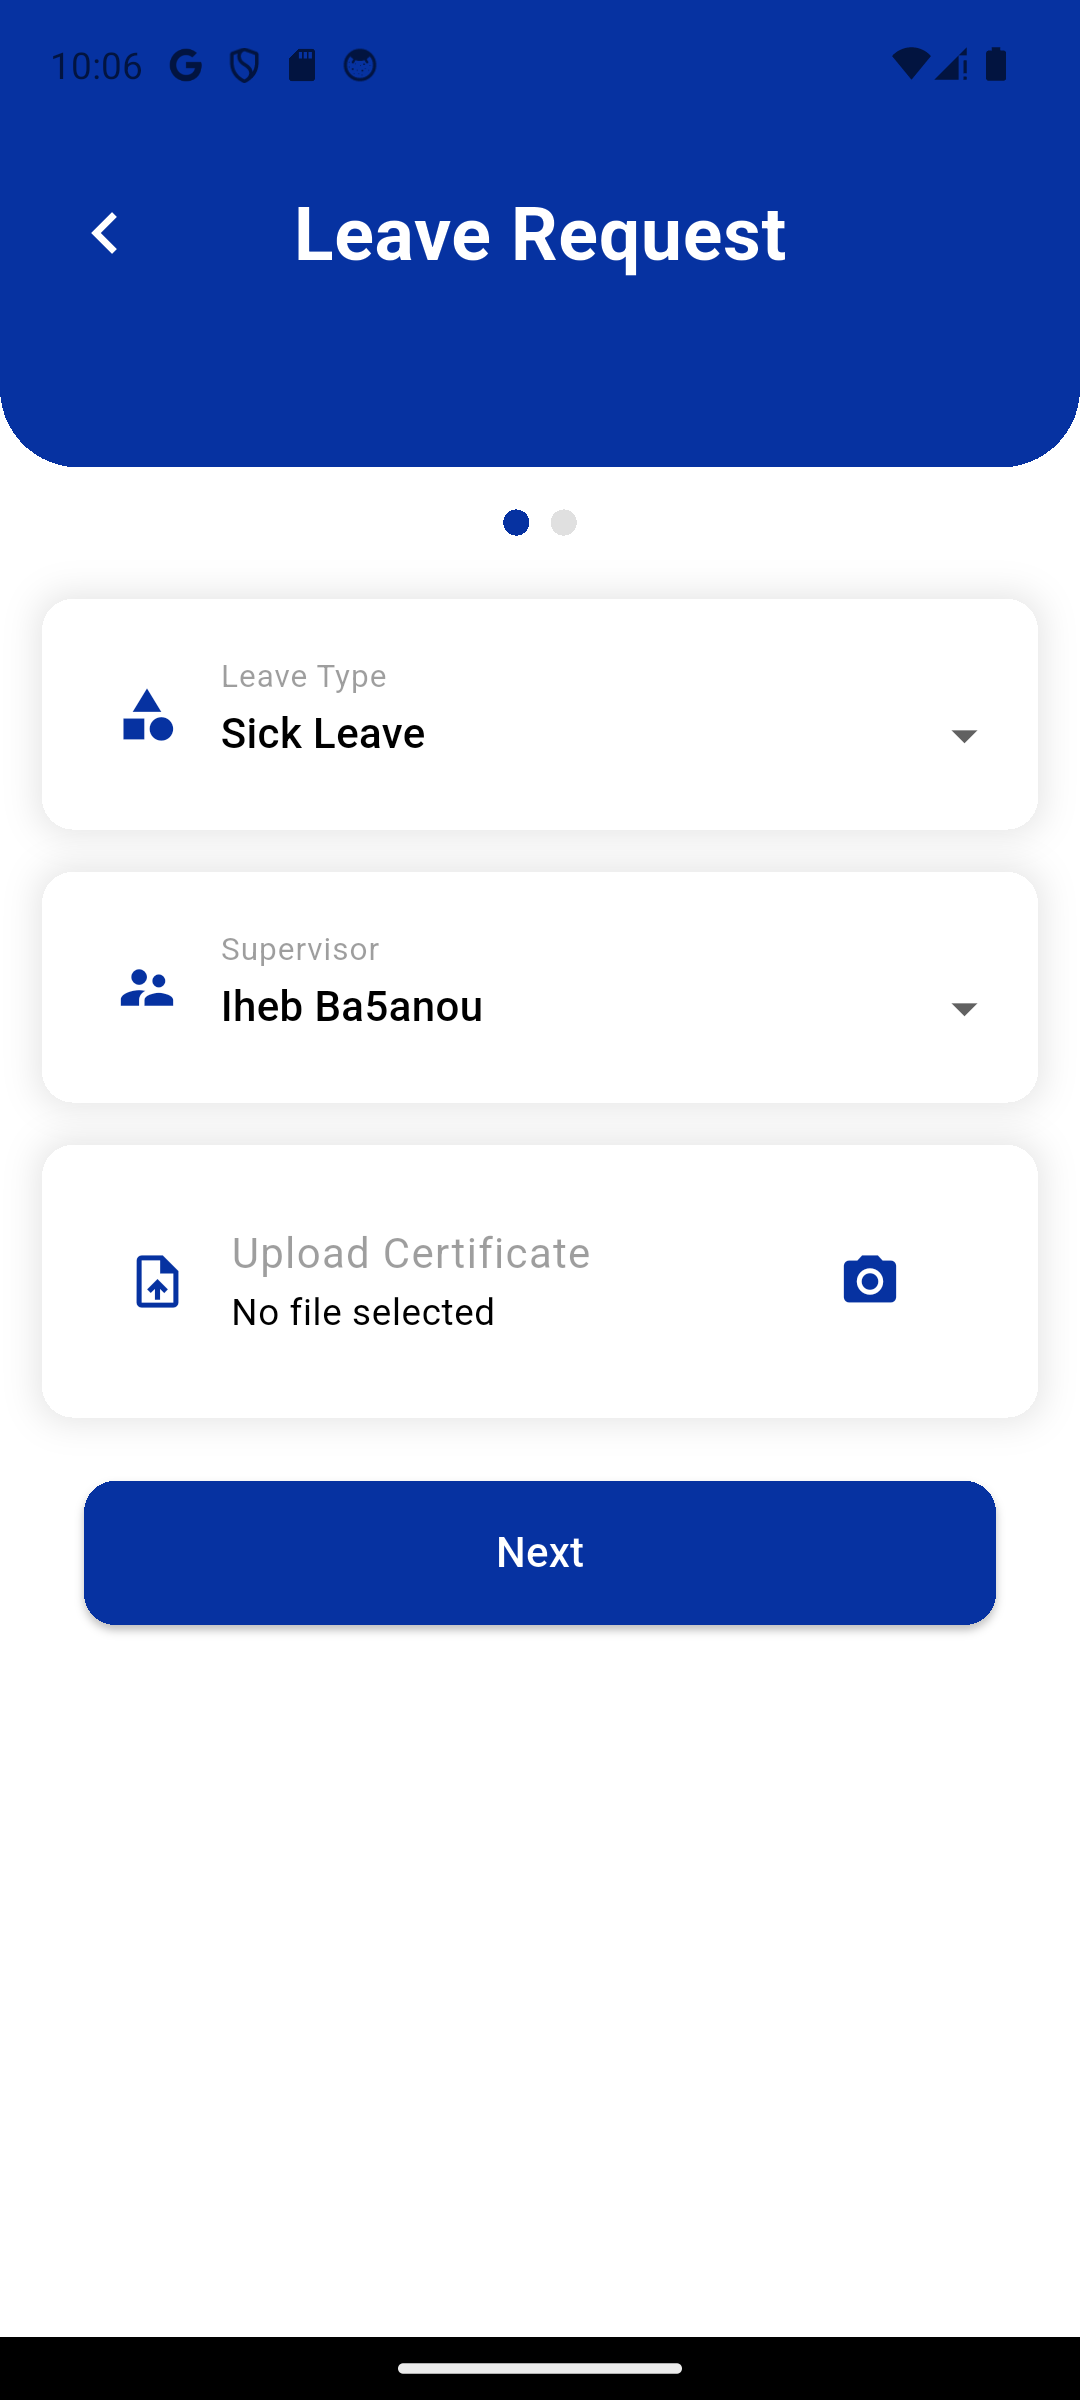 10:06
Leave Request
Leave Type
Sick Leave
Supervisor
Iheb Ba5anou
Upload Certificate
No file selected
Next